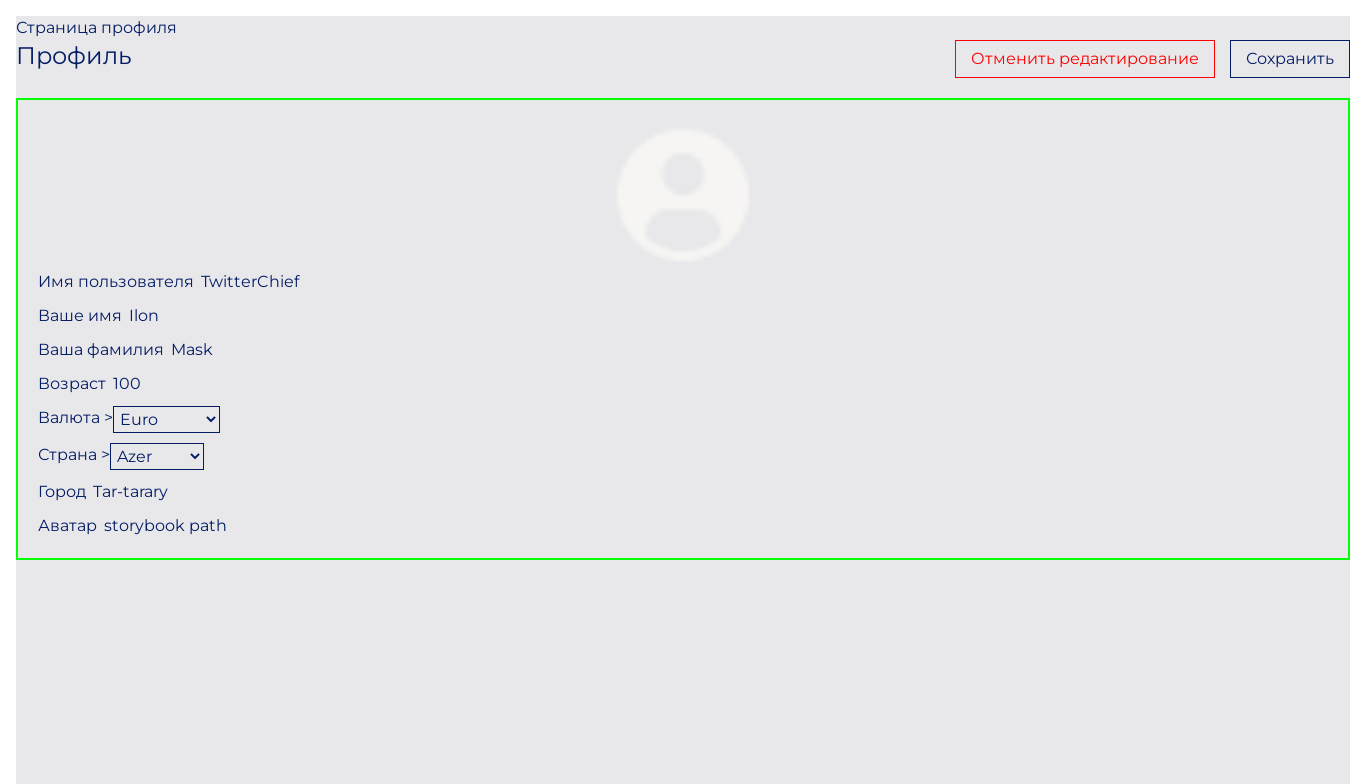 Страница профиля
Профиль
Отменить редактирование
Сохранить
Имя пользователя TwitterChief
Ваше имя Ilon
Ваша фамилия Mask
Возраст 100
Валюта > Euro
Страна > Azer
Город Tar-tarary
Аватар storybook path